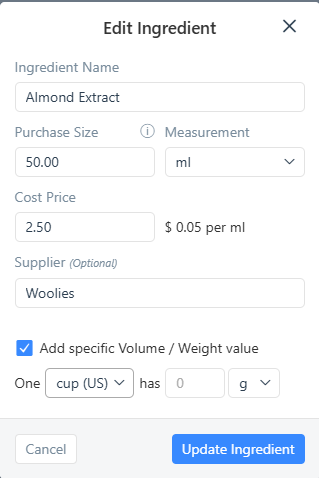 Edit Ingredient
Ingredient Name
Almond Extract
Purchase Size Measurement
50.00 ml
Cost Price
2.50 $ 0.05 per ml
Supplier (Optional)
Woolies
Add specific Volume / Weight value
One cup (US) has 0 g
Cancel Update Ingredient